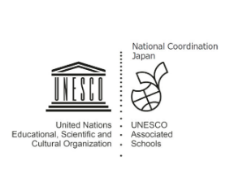 National Coordination
Japan
UNESCO
United Nations
Educational, Scientific and
Cultural Organization
UNESCO
Associated
Schools